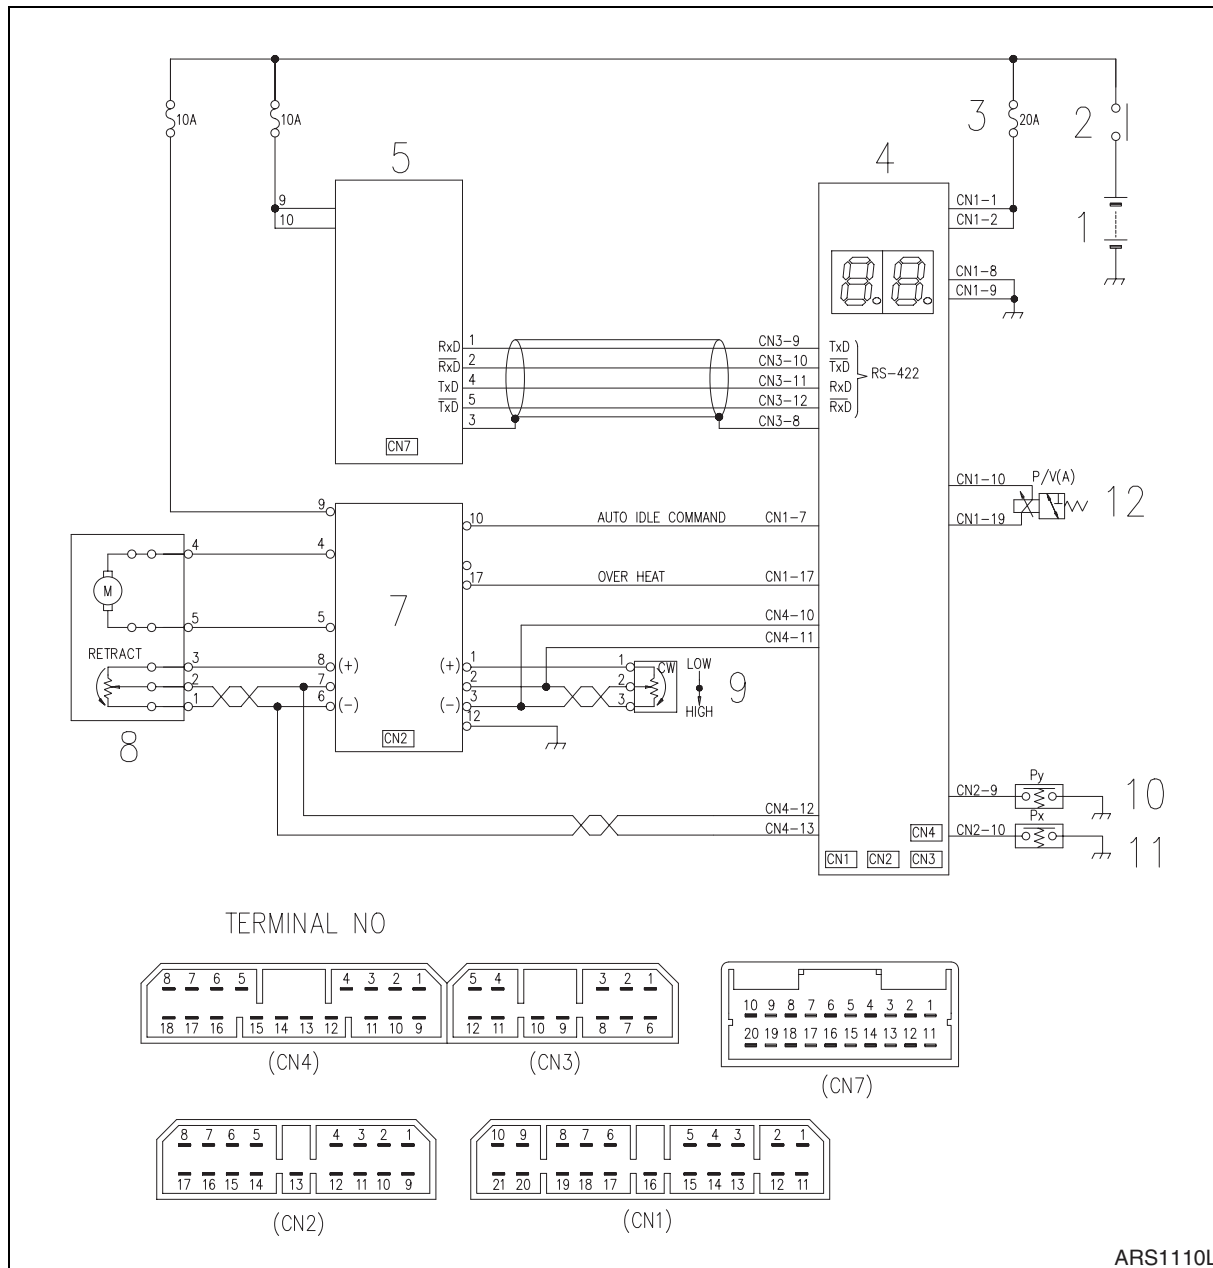 10A
10A
3
20A
2
5
4
9
10
CN1-1
CN1-2
1
CN1-8
CN1-9
8.8.
RxD 1
CN3-9 TxD
RxD 2
CN3-10 TxD
TxD 4
CN3-11 RxD
TxD 5
CN3-12 RxD
3
CN3-8
RS-422
CN7
CN1-10
P/V(A)
12
CN1-19
9
10
AUTO IDLE COMMAND
CN1-7
4
4
M
17
OVER HEAT
CN1-17
7
5
5
CN4-10
CN4-11
RETRACT
3
8
(+)
(+)
1
1
CW
LOW
2
7
2
2
9
1
6
(-)
(-)
3
3
HIGH
12
8
CN2
CN4-12
CN4-13
Py
CN2-9
10
Px
CN2-10
11
CN4
CN1
CN2
CN3
TERMINAL NO
8 7 6 5 4 3 2 1
18 17 16 15 14 13 12 11 10 9
(CN4)
5 4 3 2 1
12 11 10 9 8 7 6
(CN3)
10 9 8 7 6 5 4 3 2 1
20 19 18 17 16 15 14 13 12 11
(CN7)
8 7 6 5 4 3 2 1
17 16 15 14 13 12 11 10 9
(CN2)
10 9 8 7 6 5 4 3 2 1
21 20 19 18 17 16 15 14 13 12 11
(CN1)
ARS1110L